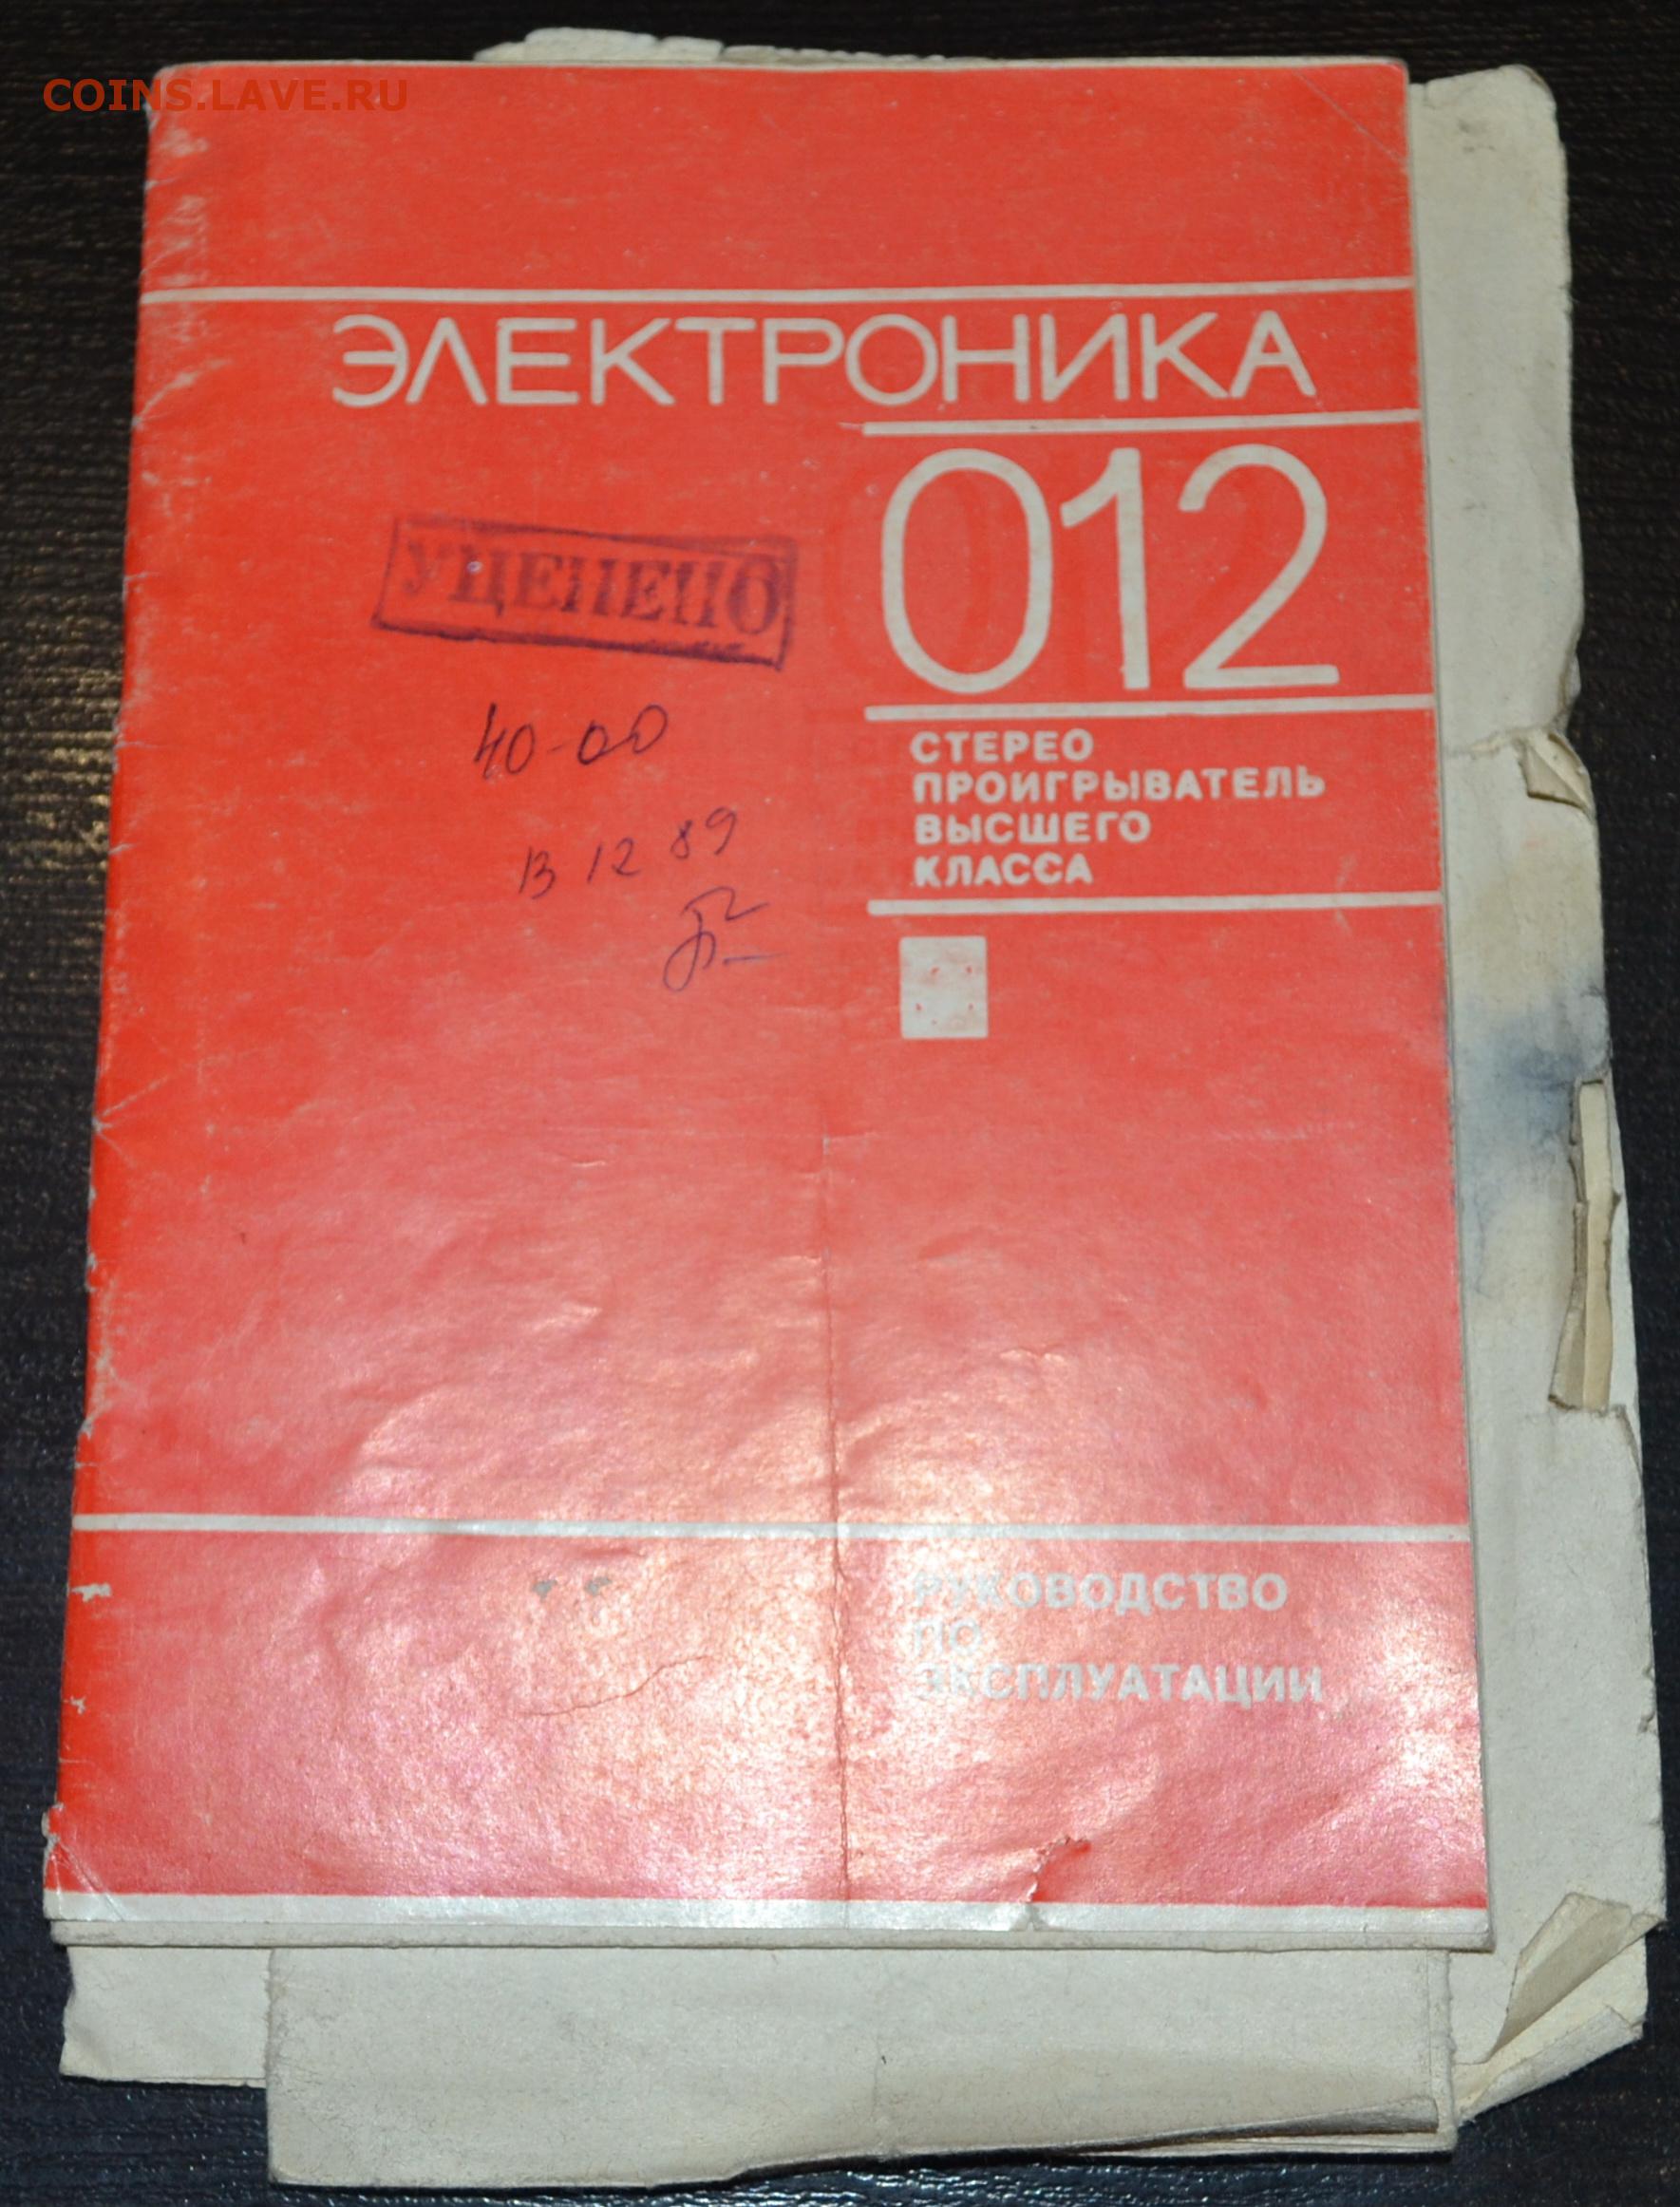 COINS.LAVE.RU
ЭЛЕКТРОНИКА
012
УЦЕНЕНО
40-00
13 12 89
СТЕРЕО
ПРОИГРЫВАТЕЛЬ
ВЫСШЕГО
КЛАССА
РУКОВОДСТВО
ПО
ЭКСПЛУАТАЦИИ